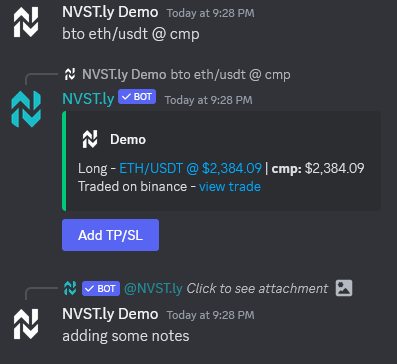 NVST.ly Demo Today at 9:28 PM
bto eth/usdt @ cmp
NVST.ly Demo bto eth/usdt @ cmp
NVST.ly BOT Today at 9:28 PM
Demo
Long - ETH/USDT @ $2,384.09 | cmp: $2,384.09
Traded on binance - view trade
Add TP/SL
BOT @NVST.ly Click to see attachment
NVST.ly Demo Today at 9:28 PM
adding some notes